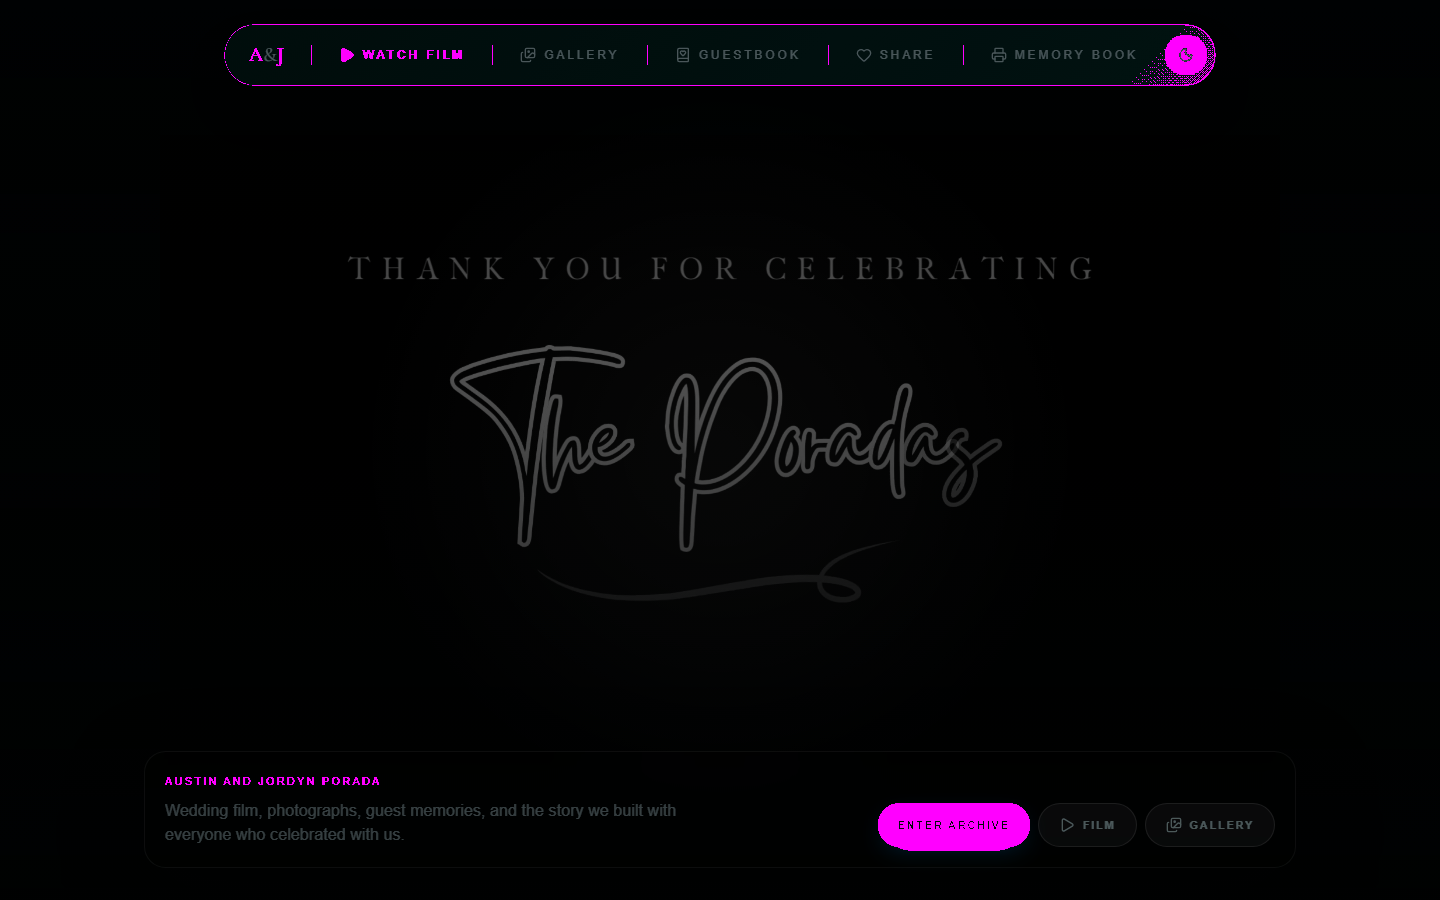 A&J
WATCH FILM
GALLERY
GUESTBOOK
SHARE
MEMORY BOOK
THANK YOU FOR CELEBRATING
The Poradas
AUSTIN AND JORDYN PORADA
Wedding film, photographs, guest memories, and the story we built with
everyone who celebrated with us.
ENTER ARCHIVE
FILM
GALLERY